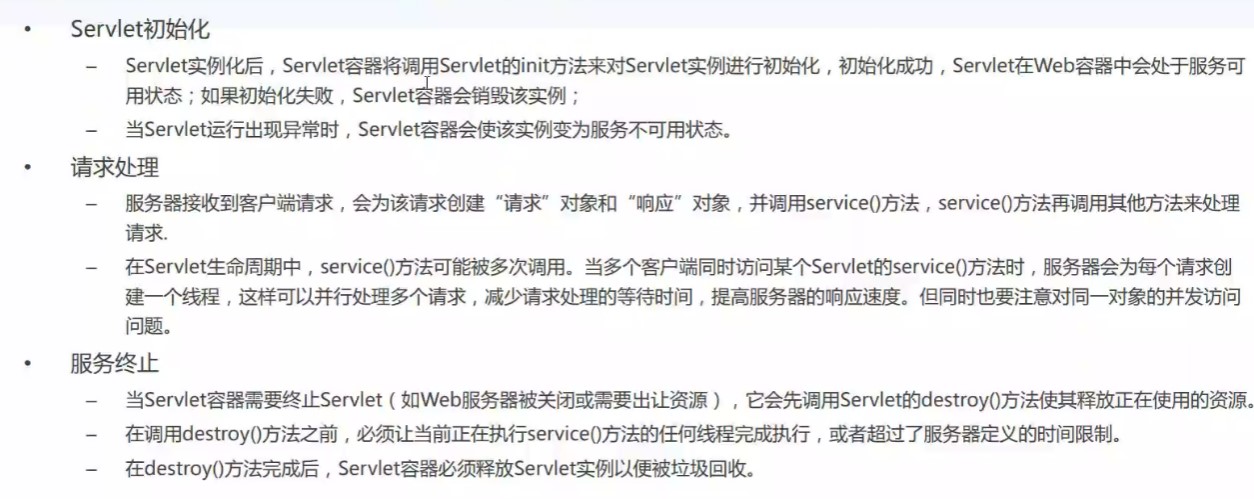 • Servlet初始化
– Servlet实例化后，Servlet容器将调用Servlet的init方法来对Servlet实例进行初始化，初始化成功，Servlet在Web容器中会处于服务可
用状态；如果初始化失败，Servlet容器会销毁该实例；
– 当Servlet运行出现异常时，Servlet容器会使该实例变为服务不可用状态。
• 请求处理
– 服务器接收到客户端请求，会为该请求创建“请求”对象和“响应”对象，并调用service()方法，service()方法再调用其他方法来处理
请求.
– 在Servlet生命周期中，service()方法可能被多次调用。当多个客户端同时访问某个Servlet的service()方法时，服务器会为每个请求创
建一个线程，这样可以并行处理多个请求，减少请求处理的等待时间，提高服务器的响应速度。但同时也要注意对同一对象的并发访问
问题。
• 服务终止
– 当Servlet容器需要终止Servlet（如Web服务器被关闭或需要出让资源），它会先调用Servlet的destroy()方法使其释放正在使用的资源。
– 在调用destroy()方法之前，必须让当前正在执行service()方法的任何线程完成执行，或者超过了服务器定义的时间限制。
– 在destroy()方法完成后，Servlet容器必须释放Servlet实例以便被垃圾回收。